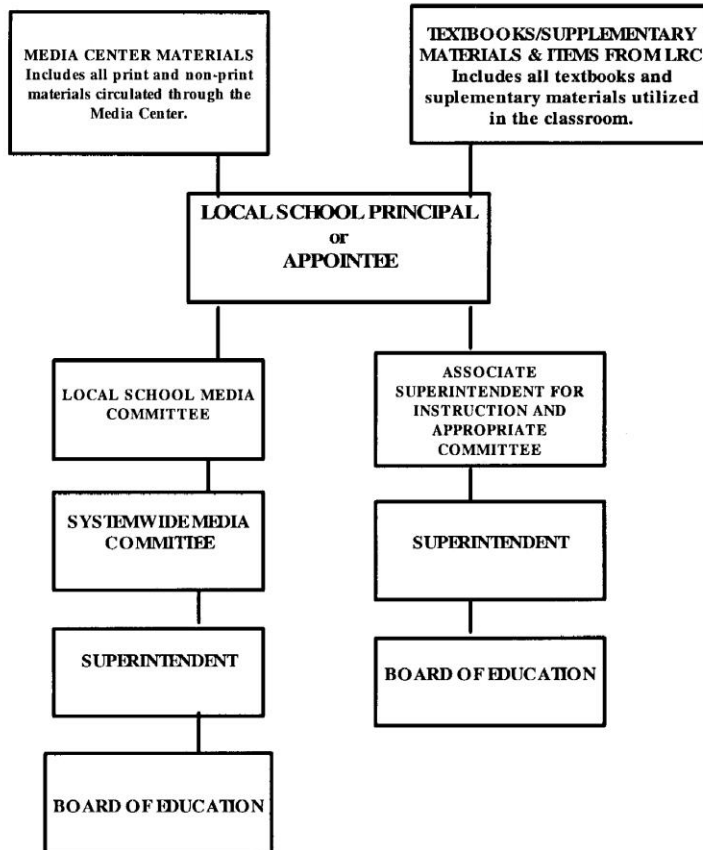 MEDIA CENTER MATERIALS
Includes all print and non-print
materials circulated through the
Media Center.
TEXTBOOKS/SUPPLEMENTARY
MATERIALS & ITEMS FROM LRC
Includes all textbooks and
suplementary materials utilized
in the classroom.
LOCAL SCHOOL PRINCIPAL
or
APPOINTEE
LOCAL SCHOOL MEDIA
COMMITTEE
ASSOCIATE
SUPERINTENDENT FOR
INSTRUCTION AND
APPROPRIATE
COMMITTEE
SYSTEMWIDE MEDIA
COMMITTEE
SUPERINTENDENT
SUPERINTENDENT
BOARD OF EDUCATION
BOARD OF EDUCATION